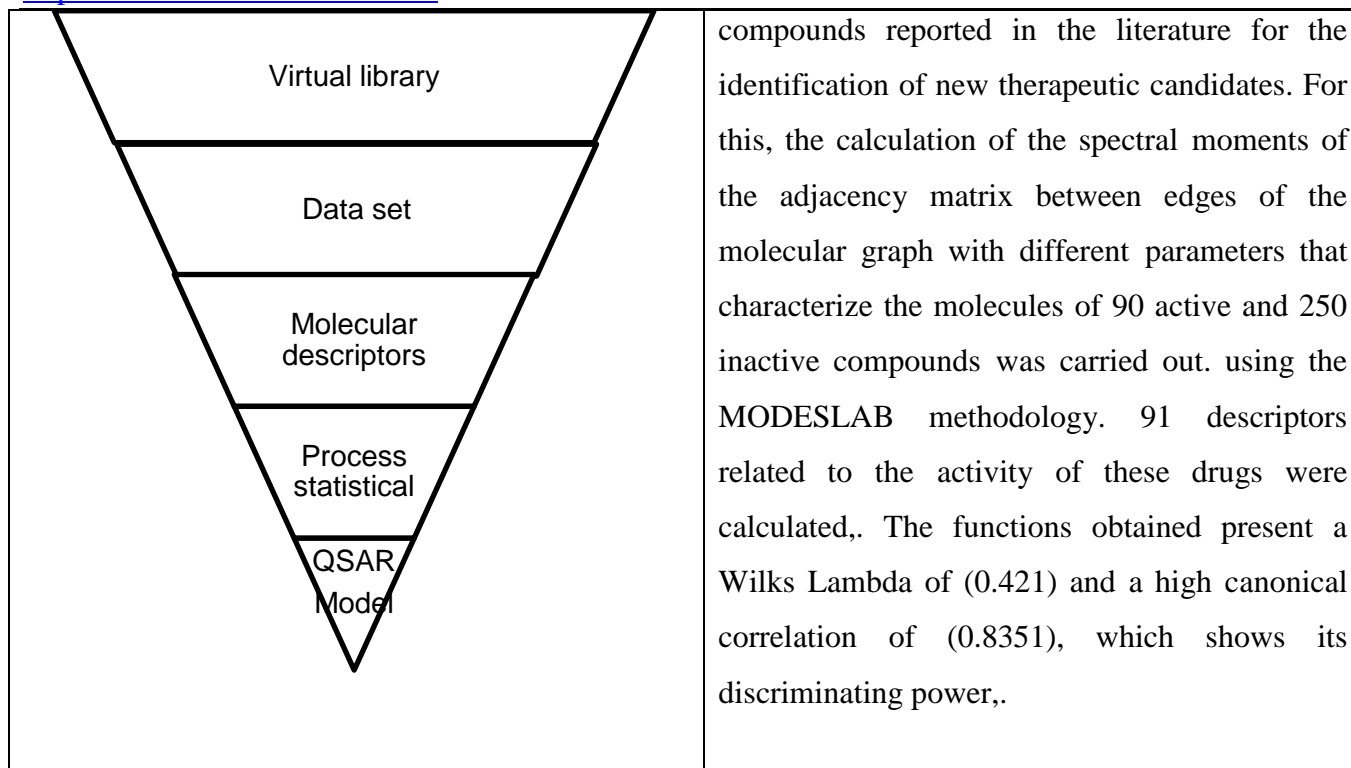 Virtual library
Data set
Molecular
descriptors
Process
statistical
QSAR
Model
compounds reported in the literature for the
identification of new therapeutic candidates. For
this, the calculation of the spectral moments of
the adjacency matrix between edges of the
molecular graph with different parameters that
characterize the molecules of 90 active and 250
inactive compounds was carried out. using the
MODESLAB methodology. 91 descriptors
related to the activity of these drugs were
calculated,. The functions obtained present a
Wilks Lambda of (0.421) and a high canonical
correlation of (0.8351), which shows its
discriminating power,.